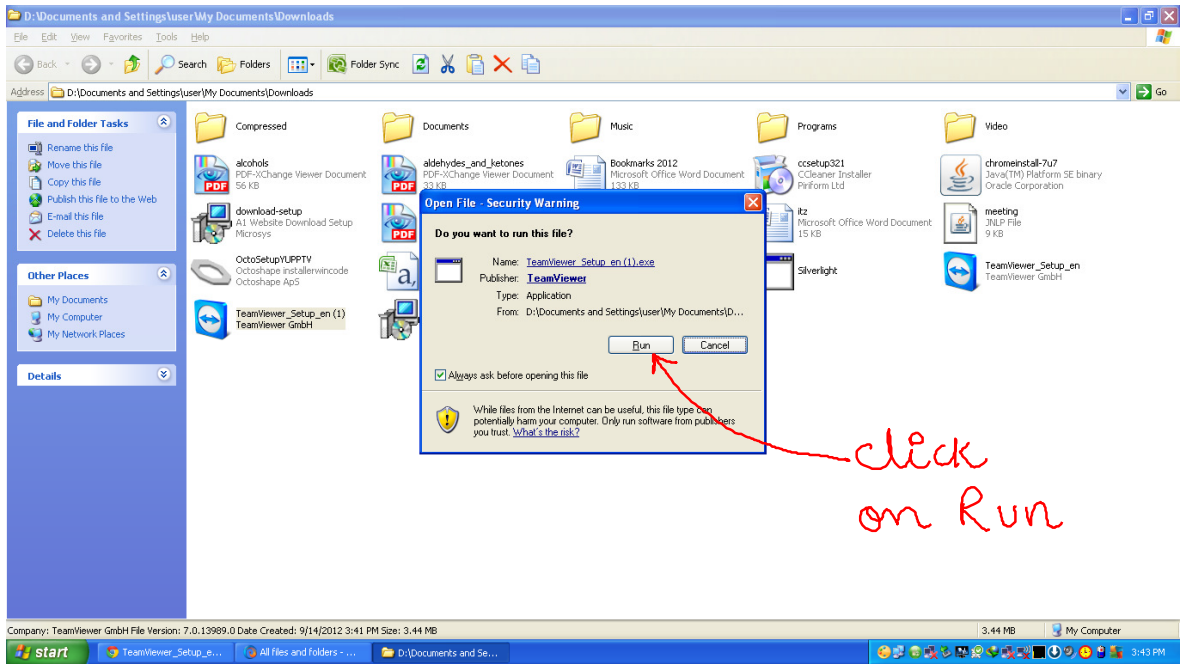 D:\Documents and Settings\user\My Documents\Downloads
File Edit View Favorites Tools Help
Back Search Folders Folder Sync
Address D:\Documents and Settings\user\My Documents\Downloads Go
File and Folder Tasks
Rename this file
Move this file
Copy this file
Publish this file to the Web
E-mail this file
Delete this file
Other Places
My Documents
My Computer
My Network Places
Details
Compressed
Documents
Music
Programs
Video
alcohols
PDF-XChange Viewer Document
56 KB
aldehydes_and_ketones
PDF-XChange Viewer Document
33 KB
Bookmarks 2012
Microsoft Office Word Document
133 KB
ccsetup321
CCleaner Installer
Piriform Ltd
chromeinstall-7u7
Java(TM) Platform SE binary
Oracle Corporation
download-setup
A1 Website Download Setup
Microsys
itz
Microsoft Office Word Document
15 KB
meeting
JNLP File
9 KB
OctoSetupYUPPTV
Octoshape installerwincode
Octoshape ApS
Silverlight
TeamViewer_Setup_en
TeamViewer GmbH
TeamViewer_Setup_en (1)
TeamViewer GmbH
Open File - Security Warning
Do you want to run this file?
Name: TeamViewer_Setup_en (1).exe
Publisher: TeamViewer
Type: Application
From: D:\Documents and Settings\user\My Documents\D...
Run Cancel
Always ask before opening this file
While files from the Internet can be useful, this file type can
potentially harm your computer. Only run software from publishers
you trust. What's the risk?
click
on Run
Company: TeamViewer GmbH File Version: 7.0.13989.0 Date Created: 9/14/2012 3:41 PM Size: 3.44 MB 3.44 MB My Computer
start TeamViewer_Setup_e... All files and folders - ... D:\Documents and Se... 3:43 PM